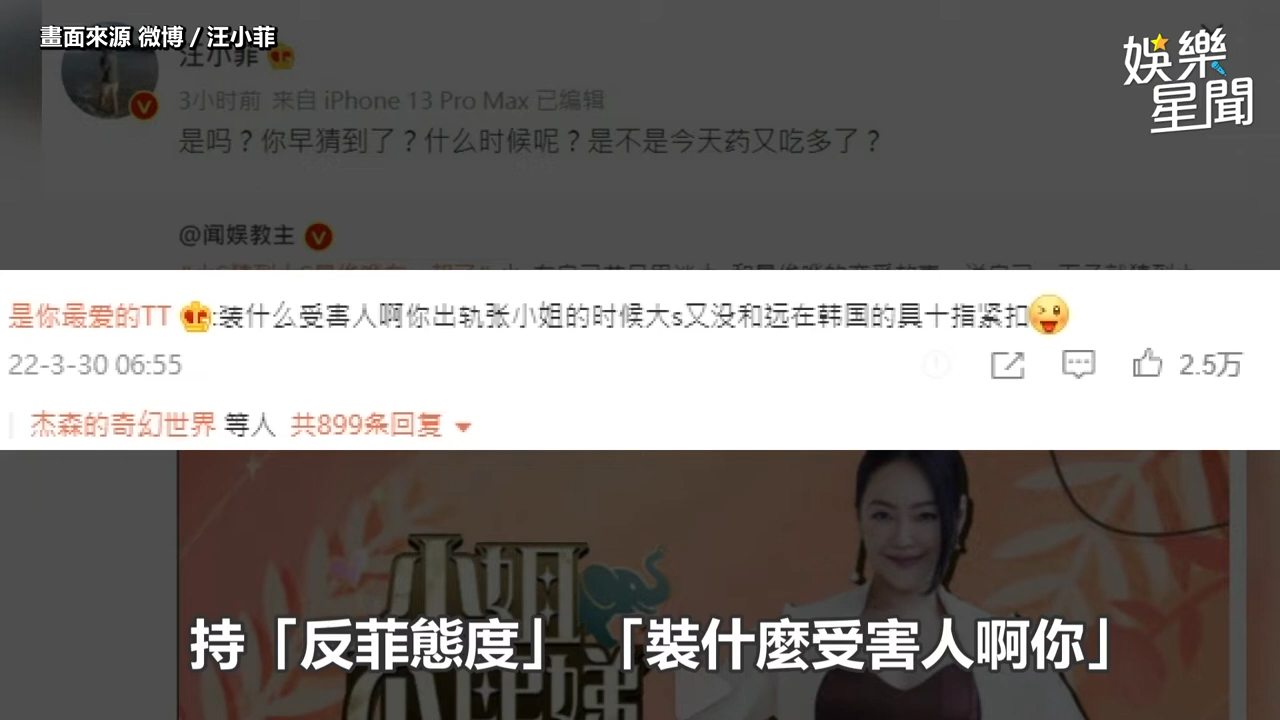 畫面來源 微博 / 汪小菲
娛樂
星聞
汪小菲
3小时前 来自 iPhone 13 Pro Max 已编辑
是吗？你早猜到了？什么时候呢？是不是今天药又吃多了？
@闻娱教主
是你最爱的TT :装什么受害人啊你出轨张小姐的时候大s又没和远在韩国的具十指紧扣
22-3-30 06:55
2.5万
杰森的奇幻世界 等人 共899条回复
小姐
不熙娣
持「反菲態度」 「裝什麼受害人啊你」